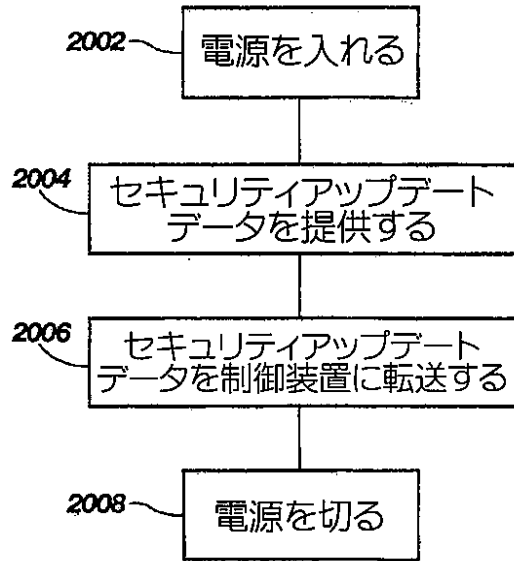 2002
電源を入れる
2004
セキュリティアップデート
データを提供する
2006
セキュリティアップデート
データを制御装置に転送する
2008
電源を切る